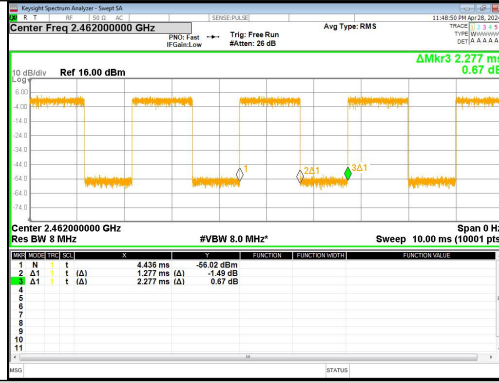 Keysight Spectrum Analyzer - Swept SA
R T RF 50 Ω AC SENSE:PULSE 11:48:50 PM Apr 28, 2024
Center Freq 2.462000000 GHz Avg Type: RMS TRACE 1 2 3 4 5
PNO: Fast Trig: Free Run TYPE WWWWWW
IFGain:Low #Atten: 26 dB DET A A A A A
ΔMkr3 2.277 ms
10 dB/div Ref 16.00 dBm 0.67 dB
Log
6.00
-4.00
-14.0
-24.0
-34.0
-44.0
1 2Δ1 3Δ1
-54.0
-64.0
-74.0
Center 2.462000000 GHz Span 0 Hz
Res BW 8 MHz #VBW 8.0 MHz* Sweep 10.00 ms (10001 pts
MKR MODE TRC SCL X Y FUNCTION FUNCTION WIDTH FUNCTION VALUE
1 N 1 t 4.436 ms -56.02 dBm
2 Δ1 1 t (Δ) 1.277 ms (Δ) -1.49 dB
3 Δ1 1 t (Δ) 2.277 ms (Δ) 0.67 dB
4
5
6
7
8
9
10
11
MSG STATUS